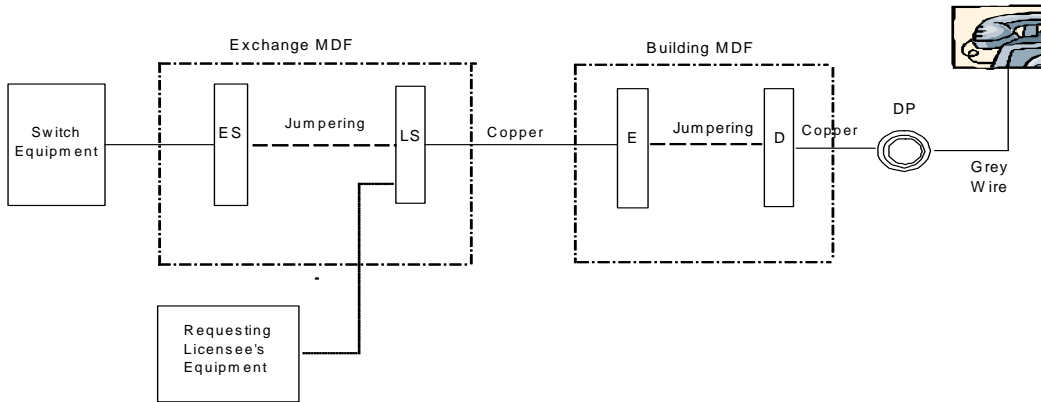 Exchange MDF
Building MDF
Switch
Equipment
ES
Jumpering
LS
Copper
E
Jumpering
D
Copper
DP
Grey
Wire
Requesting
Licensee's
Equipment